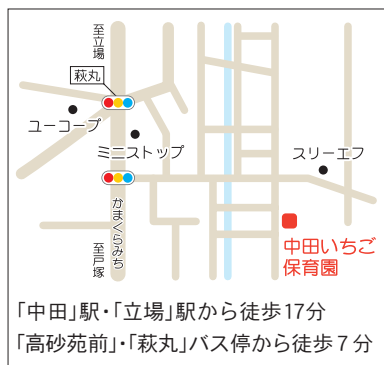 至立場
萩丸
ユーコープ
ミニストップ
スリーエフ
かまくらみち
至戸塚
中田いちご
保育園
「中田」駅・「立場」駅から徒歩17分
「高砂苑前」・「萩丸」バス停から徒歩７分